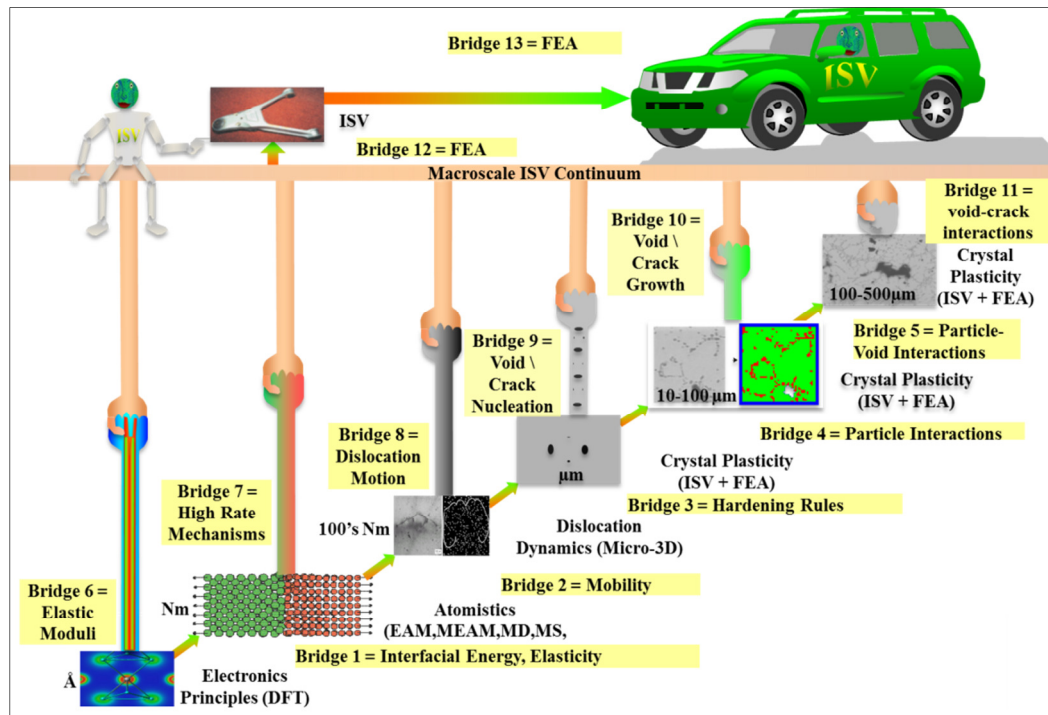 Bridge 13 = FEA
ISV
ISV
ISV
Bridge 12 = FEA
Macroscale ISV Continuum
Bridge 11 =
void-crack
interactions
Crystal
Plasticity
(ISV + FEA)
100-500µm
Bridge 10 =
Void \
Crack
Growth
Bridge 5 = Particle-
Void Interactions
Crystal Plasticity
(ISV + FEA)
10-100 µm
Bridge 4 = Particle Interactions
Bridge 9 =
Void \
Crack
Nucleation
µm
Crystal Plasticity
(ISV + FEA)
Bridge 3 = Hardening Rules
Bridge 8 =
Dislocation
Motion
100's Nm
Dislocation
Dynamics (Micro-3D)
Bridge 2 = Mobility
Bridge 7 =
High Rate
Mechanisms
Nm
Atomistics
(EAM,MEAM,MD,MS,
Bridge 1 = Interfacial Energy, Elasticity
Bridge 6 =
Elastic
Moduli
Å
Electronics
Principles (DFT)